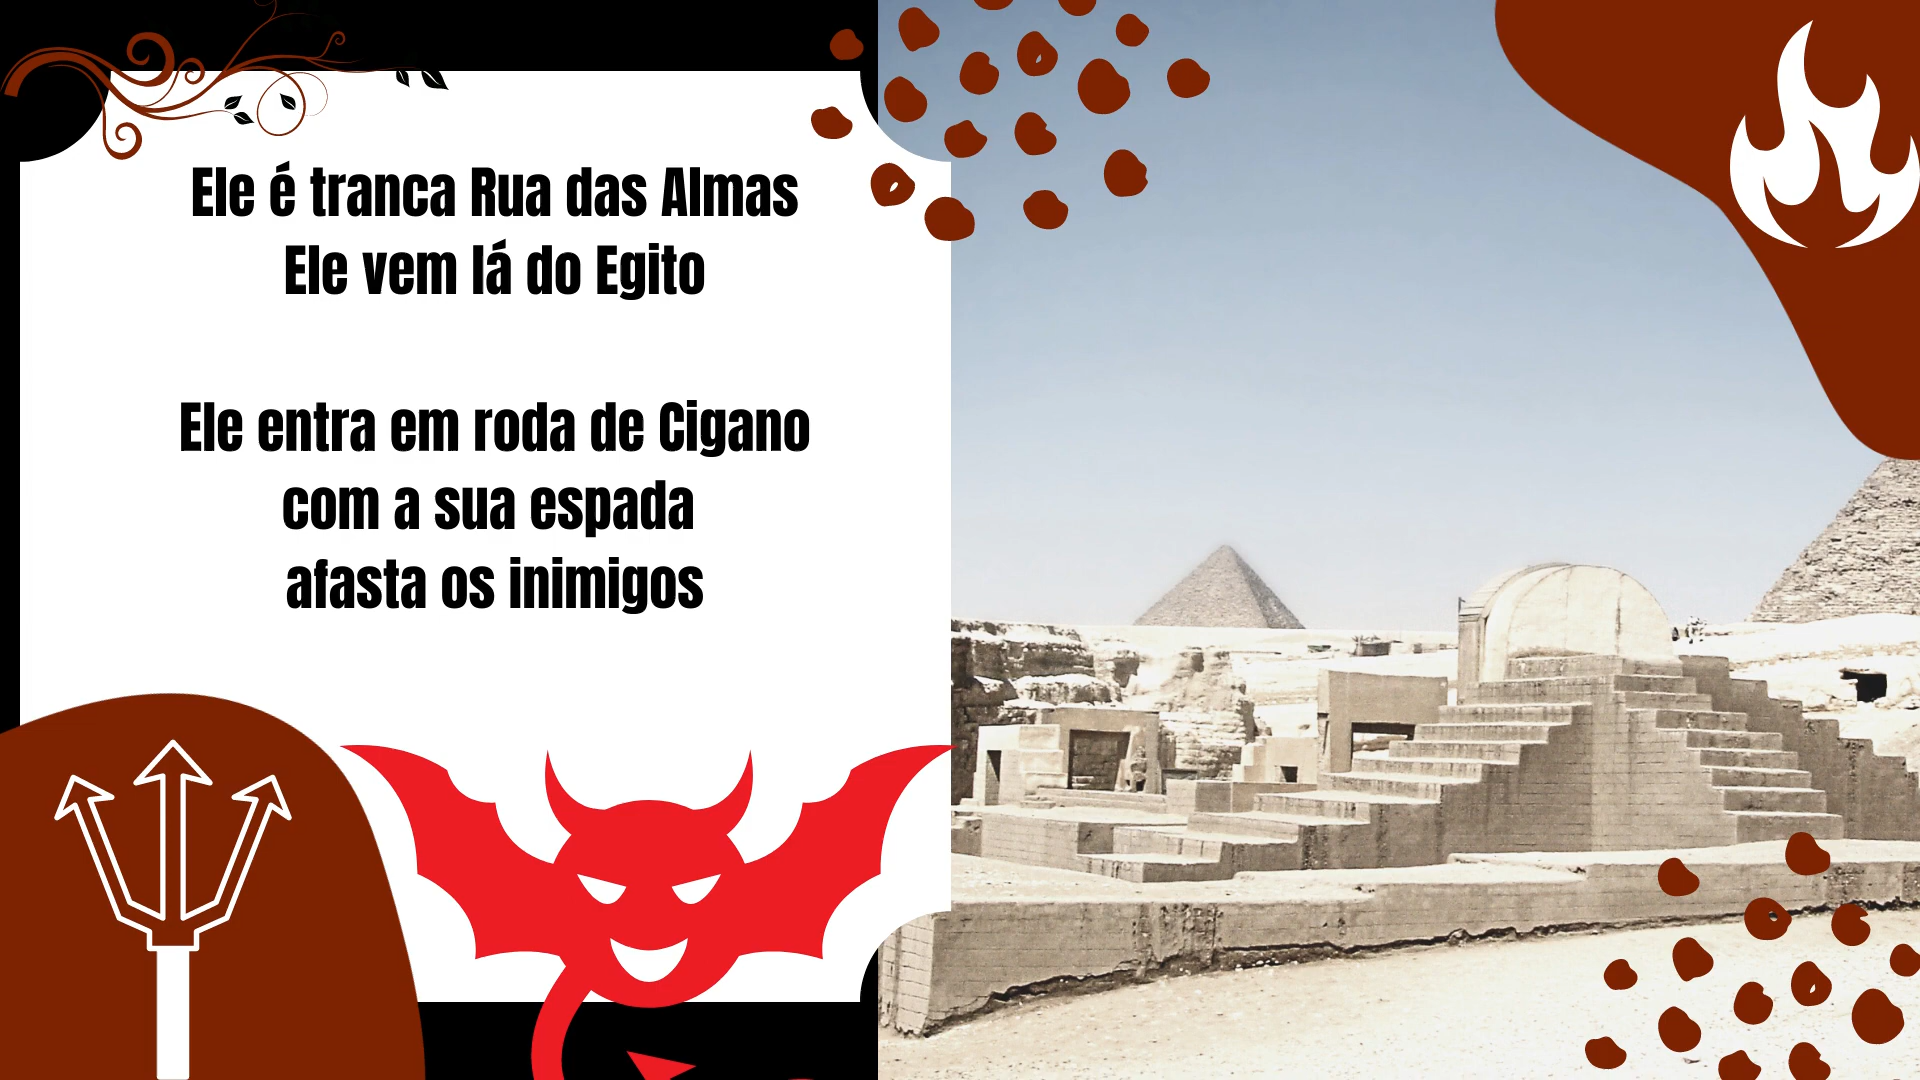 Ele é tranca Rua das Almas
Ele vem lá do Egito
Ele entra em roda de Cigano
com a sua espada
afasta os inimigos